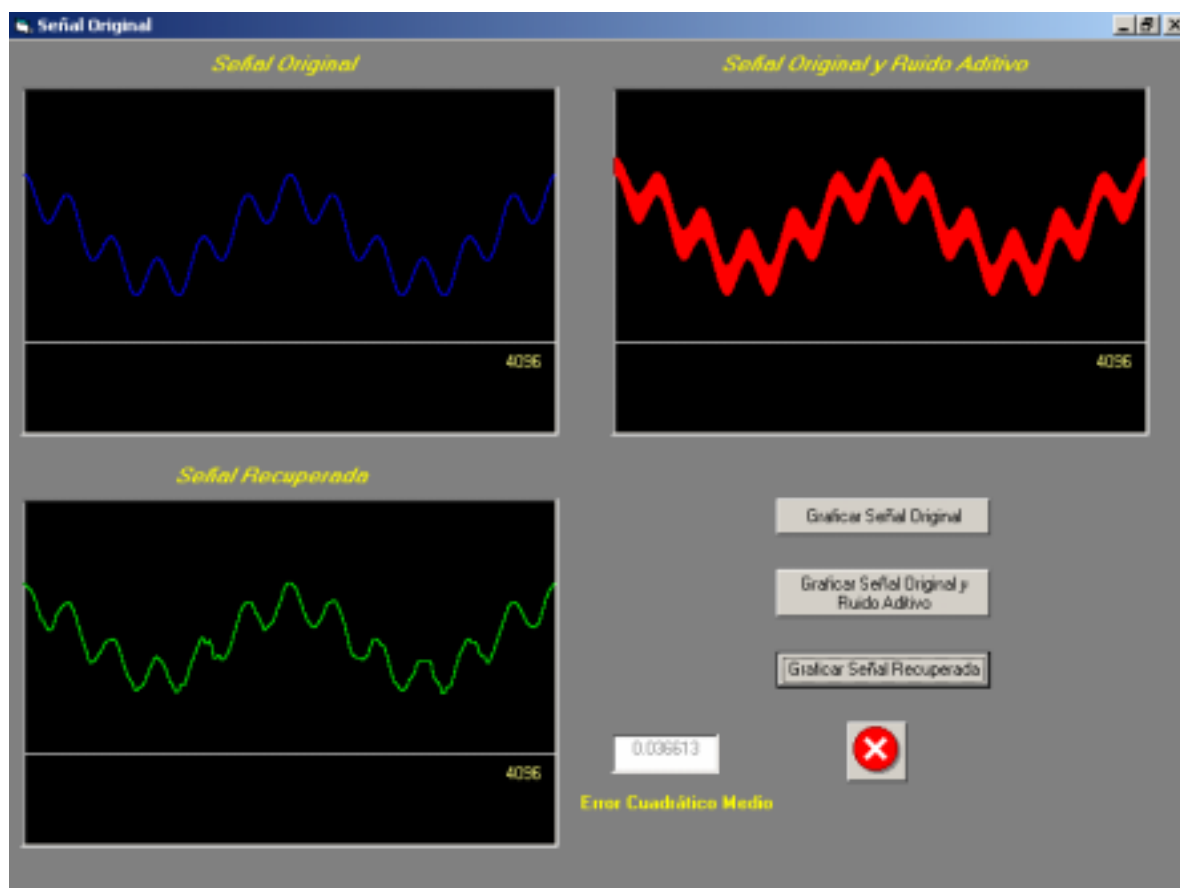 Señal Original
Señal Original
Señal Original y Ruido Aditivo
4096
4096
Señal Recuperada
Graficar Señal Original
Graficar Señal Original y
Ruido Aditivo
Graficar Señal Recuperada
4096
0.036613
Error Cuadrático Medio